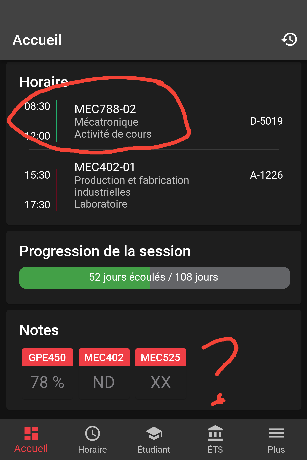 Accueil
Horaire
08:30
MEC788-02
Mécatronique
D-5019
Activité de cours
12:00
15:30
MEC402-01
A-1226
Production et fabrication
industrielles
17:30
Laboratoire
Progression de la session
52 jours écoulés / 108 jours
Notes
GPE450 MEC402 MEC525
78 % ND XX
?
Accueil Horaire Étudiant ÉTS Plus